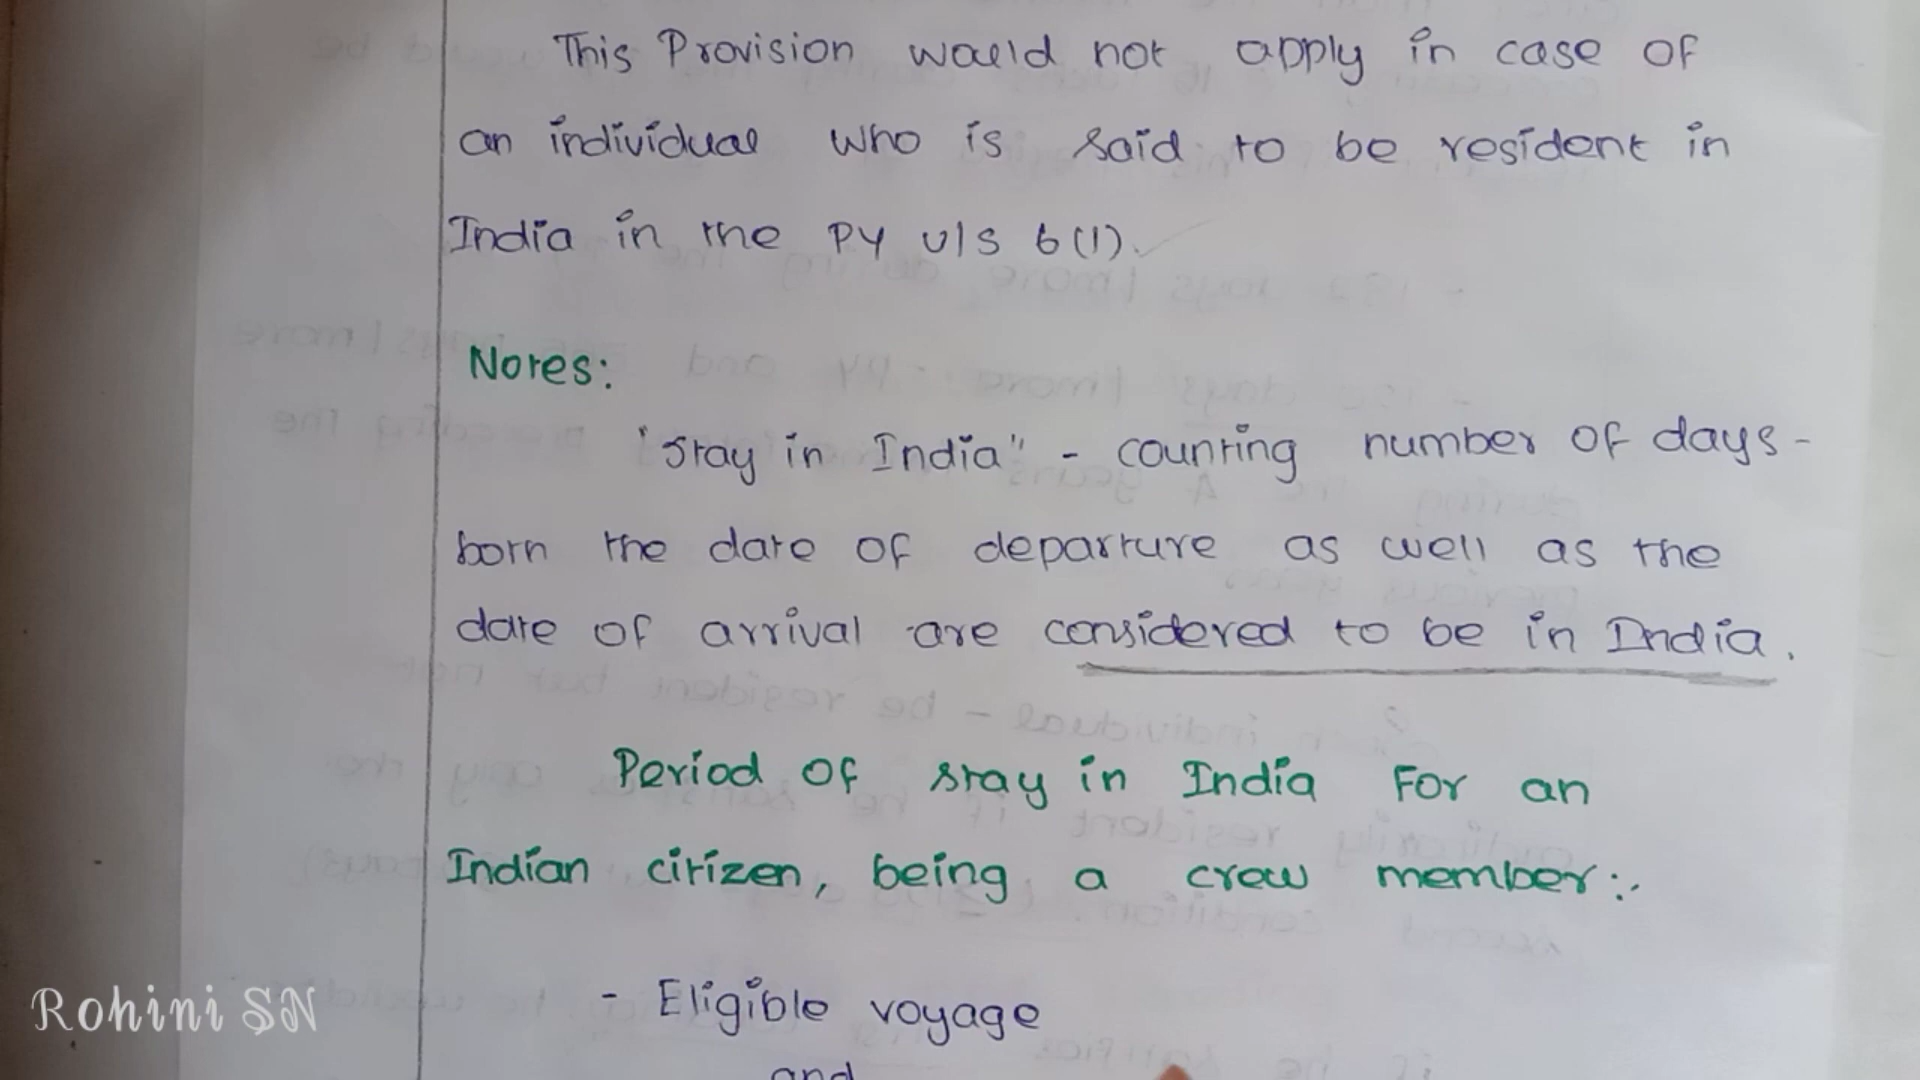 This Provision would not apply in case of
an individual who is said to be resident in
India in the PY u/s 6(1).
Notes:
"Stay in India" - counting number of days -
both the date of departure as well as the
date of arrival are considered to be in India.
Period of stay in India For an
Indian citizen, being a crew member :-
- Eligible voyage
and
Rohini SN